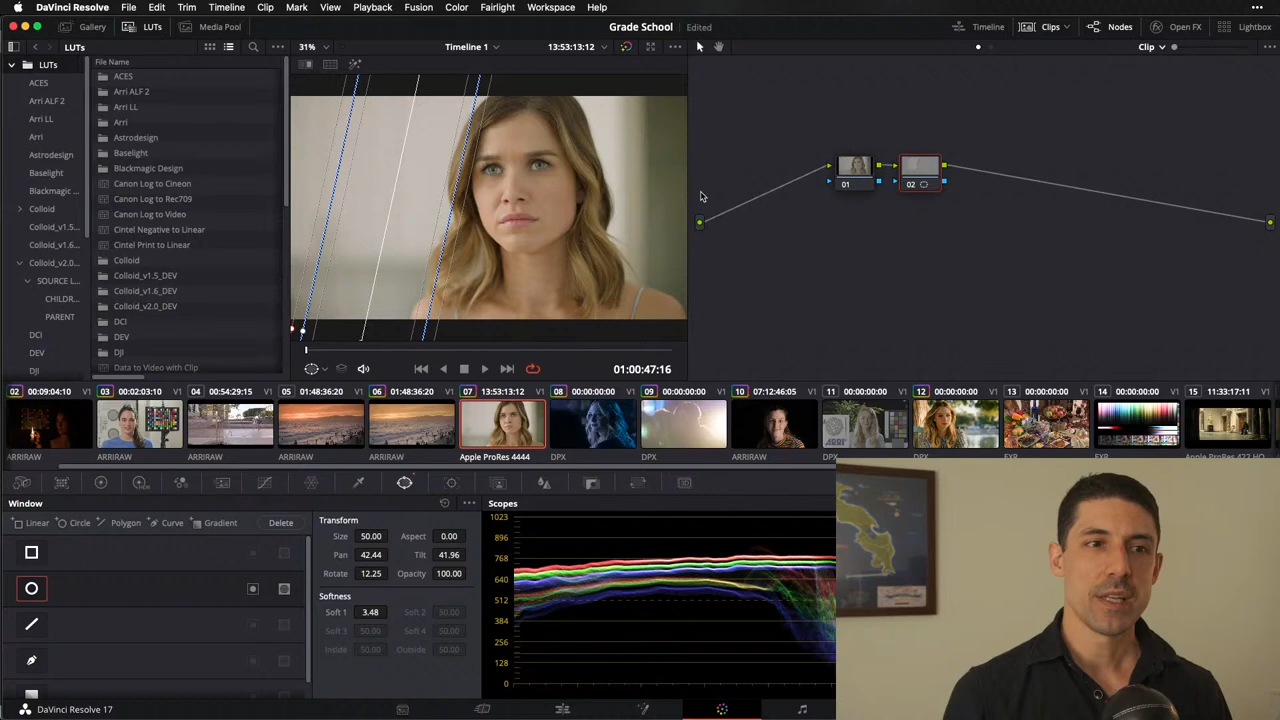 DaVinci Resolve File Edit Trim Timeline Clip Mark View Playback Fusion Color Fairlight Workspace Help
Gallery LUTs Media Pool Grade School Edited Timeline Clips Nodes Open FX Lightbox
LUTs 31% Timeline 1 13:53:13:12 Clip
LUTs
ACES
Arri ALF 2
Arri LL
Arri
Astrodesign
Baselight
Blackmagic ...
Colloid
Colloid_v1.5...
Colloid_v1.6...
Colloid_v2.0...
SOURCE L...
CHILDR...
PARENT
DCI
DEV
DJI
File Name
ACES
Arri ALF 2
Arri LL
Arri
Astrodesign
Baselight
Blackmagic Design
Canon Log to Cineon
Canon Log to Rec709
Canon Log to Video
Cintel Negative to Linear
Cintel Print to Linear
Colloid
Colloid_v1.5_DEV
Colloid_v1.6_DEV
Colloid_v2.0_DEV
DCI
DEV
DJI
Data to Video with Clip
01 02
01:00:47:16
02 00:09:04:10 V1 03 00:02:03:10 V1 04 00:54:29:15 V1 05 01:48:36:20 V1 06 01:48:36:20 V1 07 13:53:13:12 V1 08 00:00:00:00 V1 09 00:00:00:00 V1 10 07:12:46:05 V1 11 00:00:00:00 V1 12 00:00:00:00 V1 13 00:00:00:00 V1 14 00:00:00:00 V1 15 11:33:17:11 V1
ARRIRAW ARRIRAW ARRIRAW ARRIRAW ARRIRAW Apple ProRes 4444 DPX DPX ARRIRAW DPX DPX EXR EXR Apple ProRes 422 HQ
Window
Linear Circle Polygon Curve Gradient Delete
Transform
Size 50.00 Aspect 0.00
Pan 42.44 Tilt 41.96
Rotate 12.25 Opacity 100.00
Softness
Soft 1 3.48 Soft 2 50.00
Soft 3 50.00 Soft 4 50.00
Inside 50.00 Outside 50.00
Scopes
1023
896
768
640
512
384
256
128
0
DaVinci Resolve 17